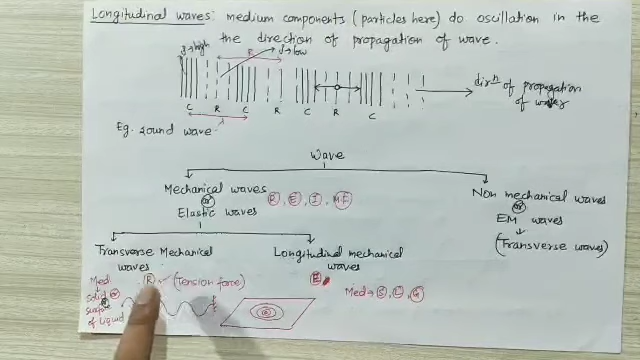 Longitudinal waves: medium components (particles here) do oscillation in the
the direction of propagation of wave.
ρ→high
ρ→low
R
C R C R C R C
λ
dirⁿ of propagation
of waves
Eg. sound wave
Wave
Mechanical waves
or
Elastic waves
R, E, I, M.F
Non mechanical waves
or
EM waves
(Transverse waves)
Transverse Mechanical
waves
Longitudinal mechanical
waves
Med.
R (Tension force)
solid or
surface
of liquid
E
Med→ S, L, G